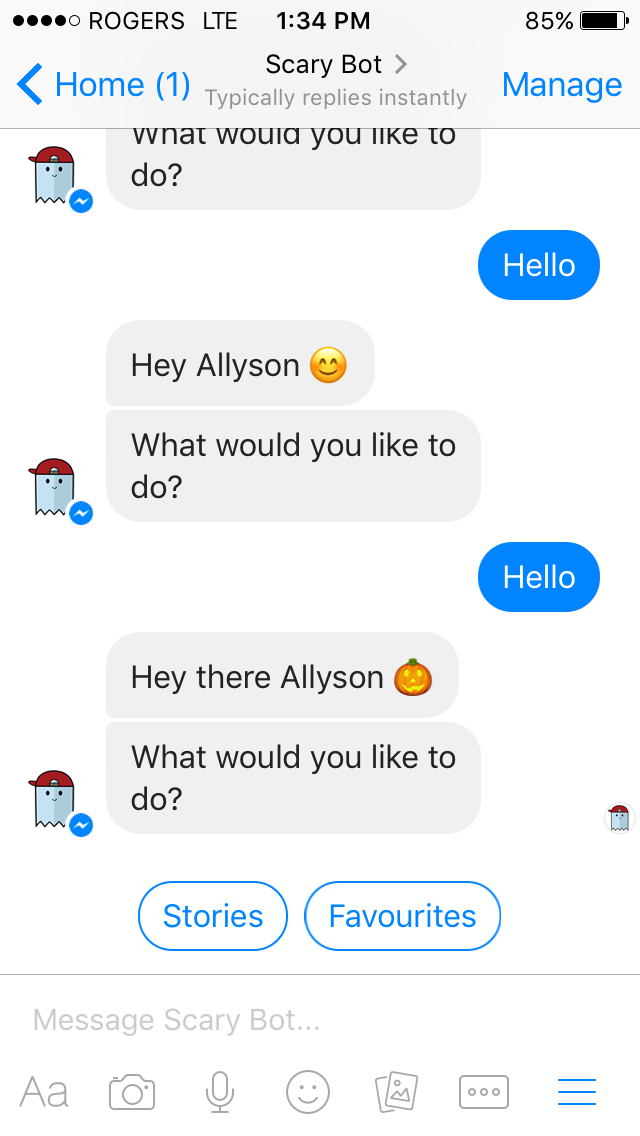 ROGERS LTE 1:34 PM 85%
Home (1) Scary Bot Manage
Typically replies instantly
What would you like to
do?
Hello
Hey Allyson 😊
What would you like to
do?
Hello
Hey there Allyson 🎃
What would you like to
do?
Stories Favourites
Message Scary Bot...
Aa